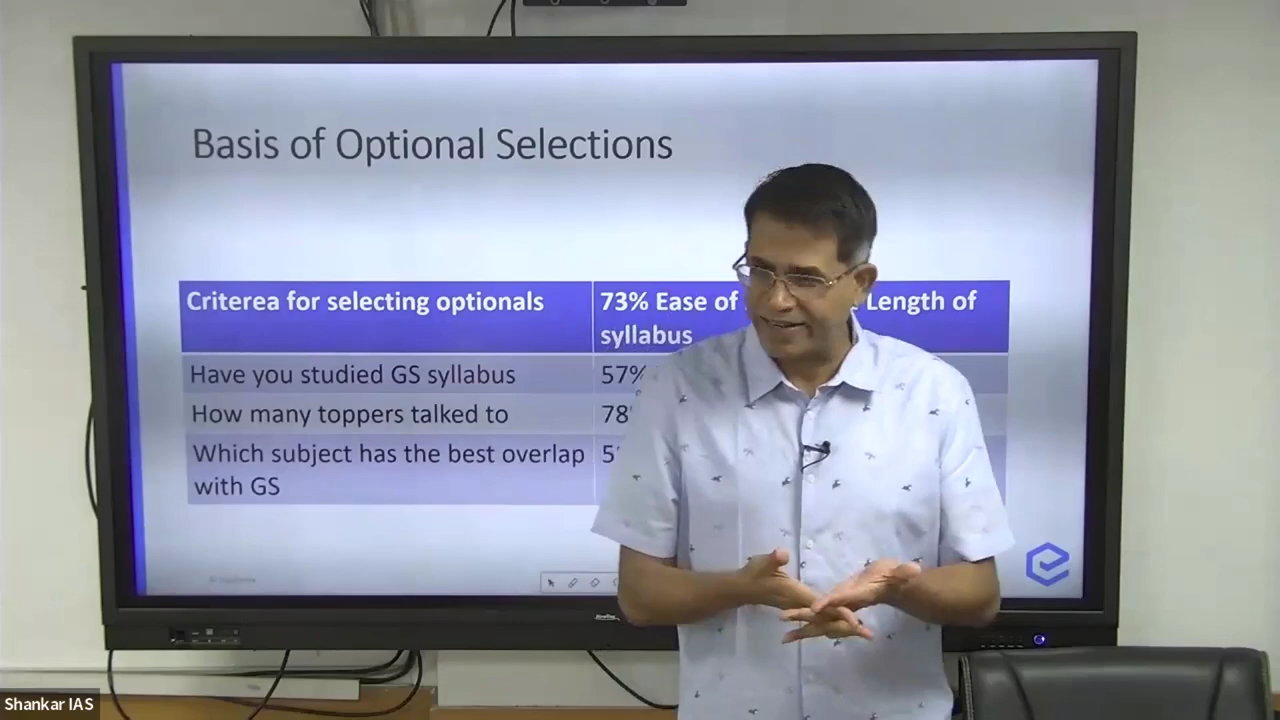 Basis of Optional Selections
Criterea for selecting optionals
73% Ease of
Length of
syllabus
Have you studied GS syllabus
57%
How many toppers talked to
78
Which subject has the best overlap
with GS
Shankar IAS